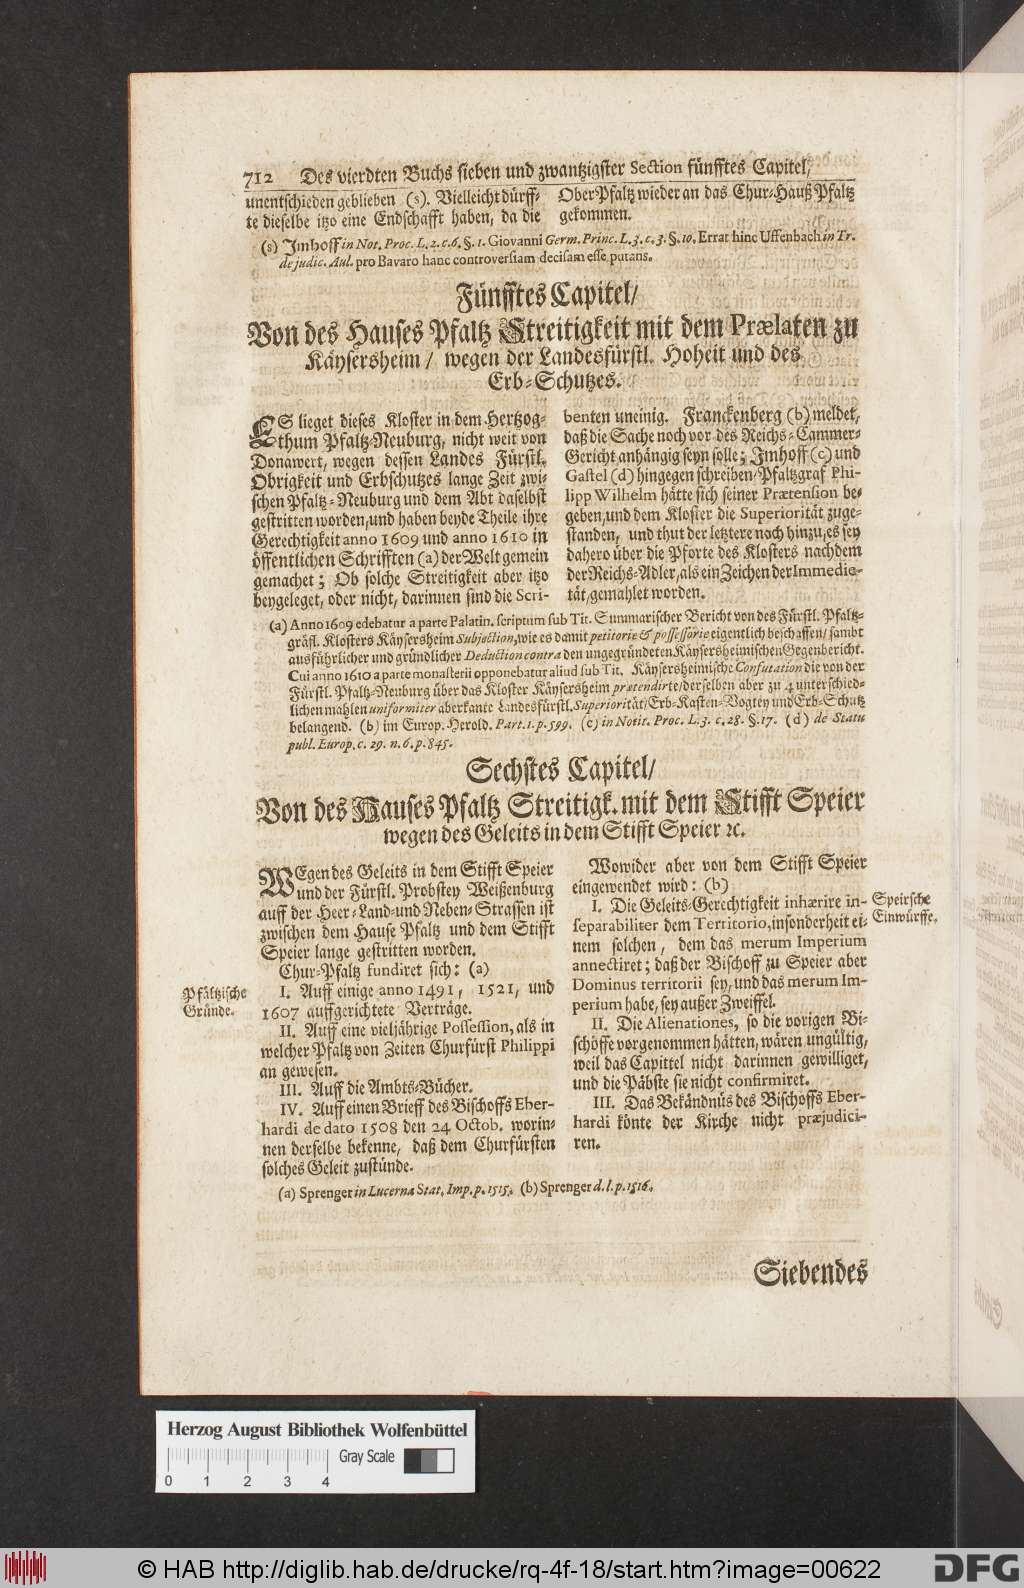 712 Des vierdten Buchs sieben und zwantzigster Section fünfftes Capitel/
unentschieden geblieben (s). Vielleicht dürff-
te dieselbe itzo eine Endschafft haben, da die
Ober Pfaltz wieder an das Chur-Hauß Pfaltz
gekommen.
(s) Imhoff in Not. Proc. L. 2. c. 6. §. 1. Giovanni Germ. Princ. L. 3. c. 3. §. 10. Errat hinc Uffenbach in Tr.
de judic. Aul. pro Bavaro hanc controversiam decisam esse putans.
Fünfftes Capitel/
Von des Hauses Pfaltz Streitigkeit mit dem Prælaten zu
Käysersheim / wegen der Landesfürstl. Hoheit und des
Erb-Schutzes.
ES lieget dieses Kloster in dem Hertzog-
thum Pfaltz-Neuburg, nicht weit von
Donawert, wegen dessen Landes Fürstl.
Obrigkeit und Erbschutzes lange Zeit zwi-
schen Pfaltz-Neuburg und dem Abt daselbst
gestritten worden, und haben beyde Theile ihre
Gerechtigkeit anno 1609 und anno 1610 in
öffentlichen Schrifften (a) der Welt gemein
gemachet; Ob solche Streitigkeit aber itzo
beygeleget, oder nicht, darinnen sind die Scri-
benten uneinig. Franckenberg (b) meldet,
daß die Sache noch vor des Reichs-Cammer-
Gericht anhängig seyn solle; Imhoff (c) und
Gastel (d) hingegen schreiben, Pfaltzgraf Phi-
lipp Wilhelm hätte sich seiner Prætension be-
geben, und dem Kloster die Superiorität zuge-
standen, und thut der letztere noch hinzu, es sey
dahero über die Pforte des Klosters nachdem
der Reichs-Adler, als ein Zeichen der Immedie-
tät, gemahlet worden.
(a) Anno 1609 edebatur a parte Palatin. scriptum sub Tit. Summarischer Bericht von des Fürstl. Pfaltz-
gräfl. Klosters Käysersheim Subjection, wie es damit petitorie & possessorie eigentlich beschaffen/ sambt
ausführlicher und gründlicher Deduction contra den ungegründeten Käysersheimischen Gegenbericht.
Cui anno 1610 a parte monasterii opponebatur aliud sub Tit. Käysersheimische Confutation die von der
Fürstl. Pfaltz-Neuburg über das Kloster Käysersheim prætendirte/ derselben aber zu 4 unterschied-
lichen mahlen uniformiter aberkante Landesfürstl. Superiorität/ Erb-Kasten-Vogtey und Erb-Schutz
belangend. (b) im Europ. Herold. Part. 1. p. 599. (c) in Notit. Proc. L. 3. c. 28. §. 17. (d) de Statu
publ. Europ. c. 29. n. 6. p. 845.
Sechstes Capitel/
Von des Hauses Pfaltz Streitigk. mit dem Stifft Speier
wegen des Geleits in dem Stifft Speier ꝛc.
WEgen des Geleits in dem Stifft Speier
und der Fürstl. Probstey Weißenburg
auff der Heer-Land-und Neben-Strassen ist
zwischen dem Hause Pfaltz und dem Stifft
Speier lange gestritten worden.
Chur-Pfaltz fundiret sich: (a)
Pfältzische
Gründe.
I. Auff einige anno 1491, 1521, und
1607 auffgerichtete Verträge.
II. Auff eine vieljährige Possession, als in
welcher Pfaltz von Zeiten Churfürst Philippi
an gewesen.
III. Auff die Ambts-Bücher.
IV. Auff einen Brieff des Bischoffs Eber-
hardi de dato 1508 den 24 Octob. worin-
nen derselbe bekenne, daß dem Churfürsten
solches Geleit zustünde.
Wowider aber von dem Stifft Speier
eingewendet wird: (b)
Speirsche
Einwürffe.
I. Die Geleits-Gerechtigkeit inhærire in-
separabiliter dem Territorio, insonderheit ei-
nem solchen, dem das merum Imperium
annectiret; daß der Bischoff zu Speier aber
Dominus territorii sey, und das merum Im-
perium habe, sey außer Zweiffel.
II. Die Alienationes, so die vorigen Bi-
schöffe vorgenommen hätten, wären ungültig,
weil das Capittel nicht darinnen gewilliget,
und die Päbste sie nicht confirmiret.
III. Das Bekändnüs des Bischoffs Eber-
hardi könte der Kirche nicht præjudici-
ren.
(a) Sprenger in Lucerna Stat. Imp. p. 1515. (b) Sprenger d. l. p. 1516.
Siebendes
Herzog August Bibliothek Wolfenbüttel
Gray Scale
0 1 2 3 4
© HAB http://diglib.hab.de/drucke/rq-4f-18/start.htm?image=00622
DFG